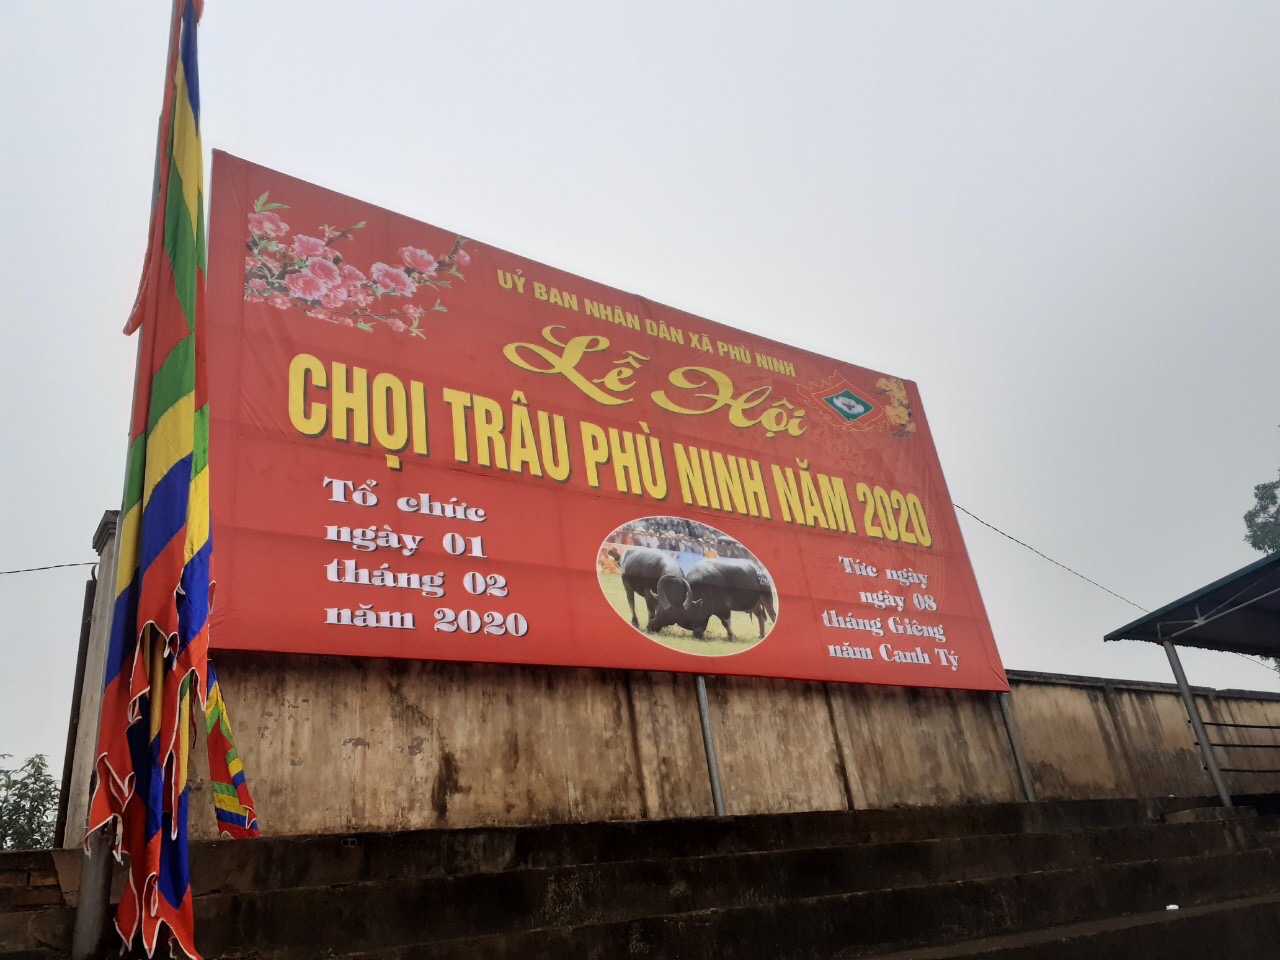 UỶ BAN NHÂN DÂN XÃ PHÙ NINH
Lễ Hội
CHỌI TRÂU PHÙ NINH NĂM 2020
Tổ chức
ngày 01
tháng 02
năm 2020
Tức ngày
ngày 08
tháng Giêng
năm Canh Tý